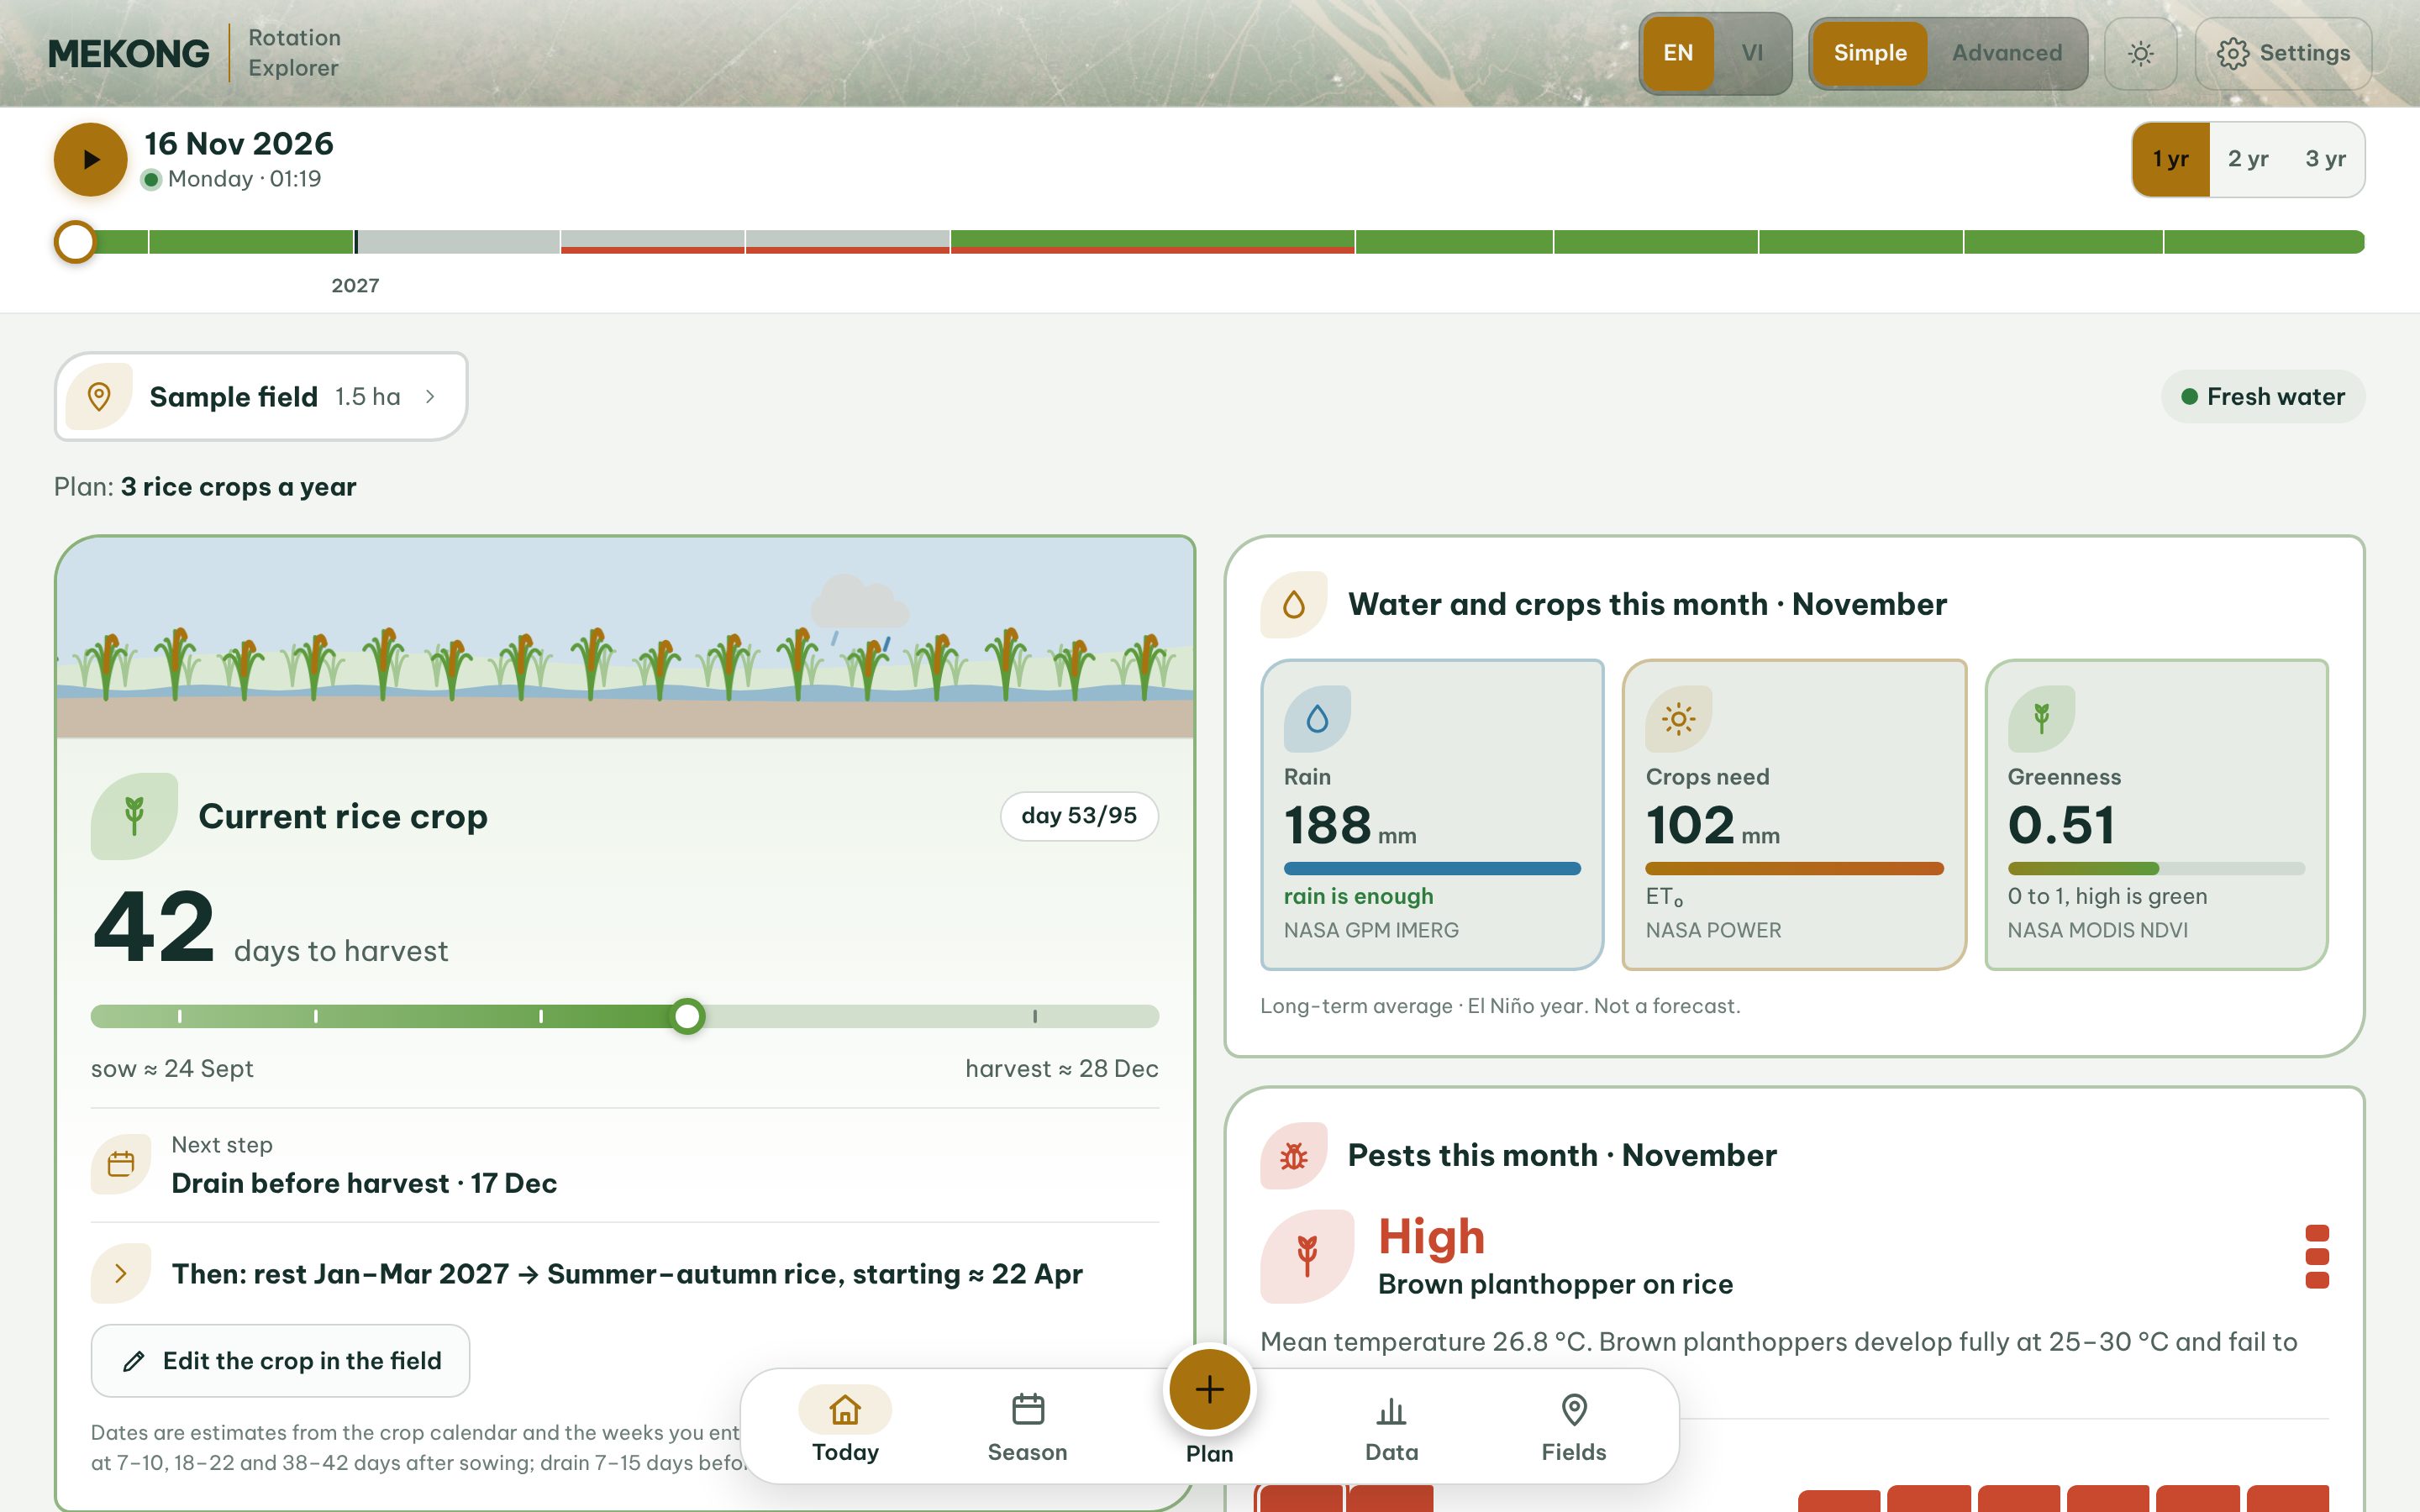 MEKONG
Rotation
Explorer
EN
VI
Simple
Advanced
Settings
16 Nov 2026
Monday · 01:19
1 yr
2 yr
3 yr
2027
Sample field 1.5 ha
Fresh water
Plan: 3 rice crops a year
Current rice crop
day 53/95
42 days to harvest
sow ≈ 24 Sept
harvest ≈ 28 Dec
Next step
Drain before harvest · 17 Dec
Then: rest Jan–Mar 2027 → Summer–autumn rice, starting ≈ 22 Apr
Edit the crop in the field
Dates are estimates from the crop calendar and the weeks you
at 7–10, 18–22 and 38–42 days after sowing; drain 7–15 days
Water and crops this month · November
Rain
188 mm
rain is enough
NASA GPM IMERG
Crops need
102 mm
ET₀
NASA POWER
Greenness
0.51
0 to 1, high is green
NASA MODIS NDVI
Long-term average · El Niño year. Not a forecast.
Pests this month · November
High
Brown planthopper on rice
Mean temperature 26.8 °C. Brown planthoppers develop fully at 25–30 °C and fail to
Today
Season
Plan
Data
Fields